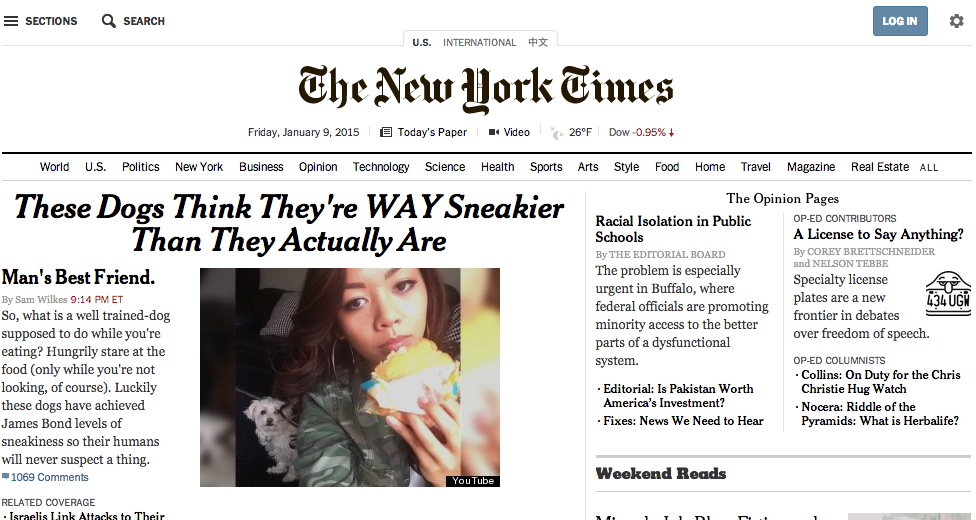 SECTIONS SEARCH LOG IN
U.S. INTERNATIONAL 中文
The New York Times
Friday, January 9, 2015 Today's Paper Video 26°F Dow -0.95%
World U.S. Politics New York Business Opinion Technology Science Health Sports Arts Style Food Home Travel Magazine Real Estate ALL
These Dogs Think They're WAY Sneakier
Than They Actually Are
Man's Best Friend.
By Sam Wilkes 9:14 PM ET
So, what is a well trained-dog
supposed to do while you're
eating? Hungrily stare at the
food (only while you're not
looking, of course). Luckily
these dogs have achieved
James Bond levels of
sneakiness so their humans
will never suspect a thing.
1069 Comments
RELATED COVERAGE
· Israelis Link Attacks to Their
YouTube
The Opinion Pages
Racial Isolation in Public
Schools
By THE EDITORIAL BOARD
The problem is especially
urgent in Buffalo, where
federal officials are promoting
minority access to the better
parts of a dysfunctional
system.
· Editorial: Is Pakistan Worth
America's Investment?
· Fixes: News We Need to Hear
OP-ED CONTRIBUTORS
A License to Say Anything?
By COREY BRETTSCHNEIDER
and NELSON TEBBE
Specialty license
plates are a new
frontier in debates
over freedom of speech.
434 UGW
OP-ED COLUMNISTS
· Collins: On Duty for the Chris
Christie Hug Watch
· Nocera: Riddle of the
Pyramids: What is Herbalife?
Weekend Reads